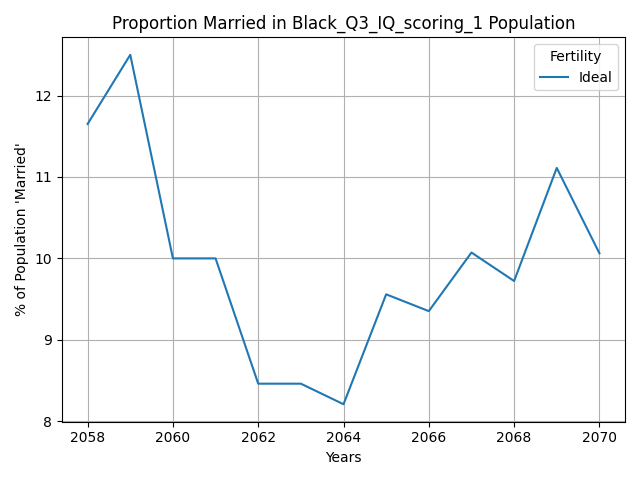 Proportion Married in Black_Q3_IQ_scoring_1 Population
Fertility
Ideal
% of Population 'Married'
12
11
10
9
8
2058 2060 2062 2064 2066 2068 2070
Years